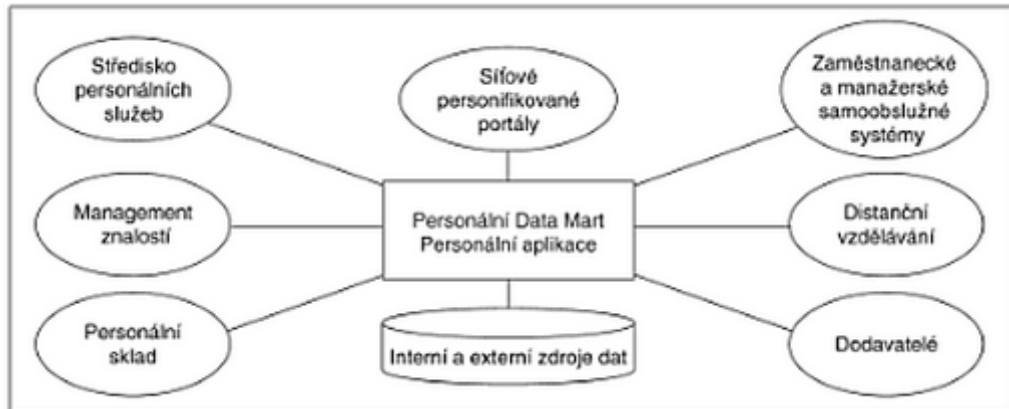 Středisko
personálních
služeb
Síťové
personifikované
portály
Zaměstnanecké
a manažerské
samoobslužné
systémy
Management
znalostí
Personální Data Mart
Personální aplikace
Distanční
vzdělávání
Personální
sklad
Interní a externí zdroje dat
Dodavatelé